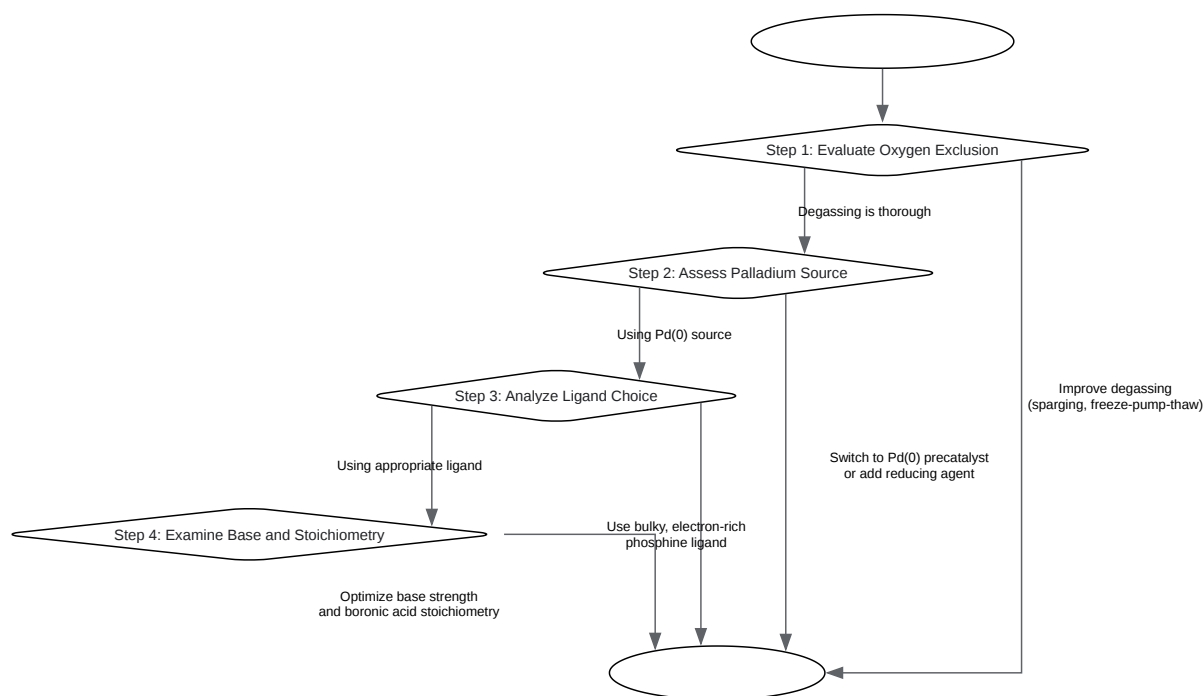 Step 1: Evaluate Oxygen Exclusion
Degassing is thorough
Step 2: Assess Palladium Source
Using Pd(0) source
Step 3: Analyze Ligand Choice
Improve degassing
(sparging, freeze-pump-thaw)
Using appropriate ligand
Switch to Pd(0) precatalyst
or add reducing agent
Step 4: Examine Base and Stoichiometry
Use bulky, electron-rich
phosphine ligand
Optimize base strength
and boronic acid stoichiometry